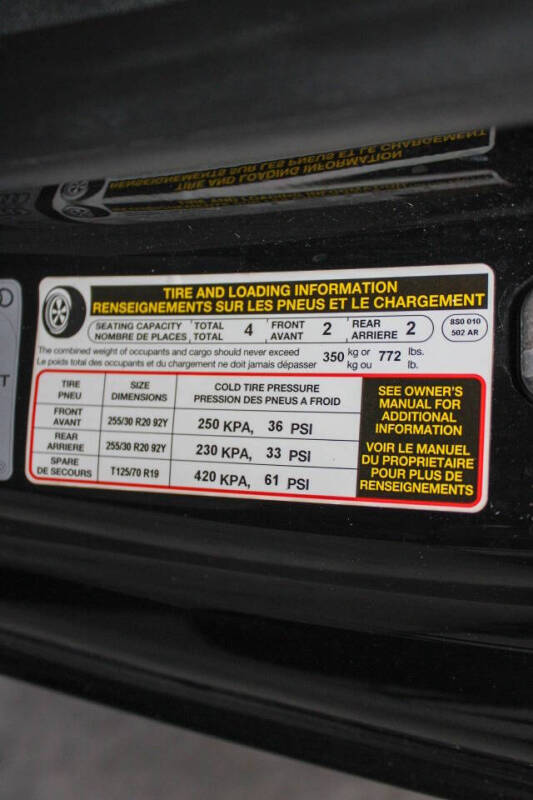 TIRE AND LOADING INFORMATION
RENSEIGNEMENTS SUR LES PNEUS ET LE CHARGEMENT
SEATING CAPACITY TOTAL 4 FRONT 2 REAR 2
NOMBRE DE PLACES TOTAL AVANT ARRIERE
8S0 010
502 AR
The combined weight of occupants and cargo should never exceed 350 kg or 772 lbs.
Le poids total des occupants et du chargement ne doit jamais dépasser kg ou lb.
TIRE SIZE COLD TIRE PRESSURE
PNEU DIMENSIONS PRESSION DES PNEUS A FROID
FRONT
AVANT 255/30 R20 92Y 250 KPA, 36 PSI
REAR
ARRIERE 255/30 R20 92Y 230 KPA, 33 PSI
SPARE
DE SECOURS T125/70 R19 420 KPA, 61 PSI
SEE OWNER'S
MANUAL FOR
ADDITIONAL
INFORMATION
VOIR LE MANUEL
DU PROPRIETAIRE
POUR PLUS DE
RENSEIGNEMENTS